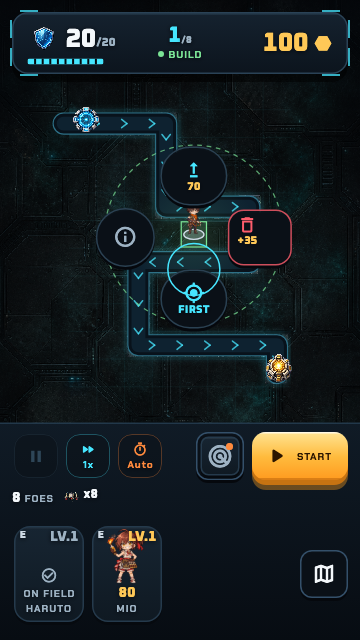 20/20
1/8
BUILD
100
70
+35
FIRST
1x
Auto
START
8 FOES x8
E LV.1
ON FIELD
HARUTO
E LV.1
80
MIO